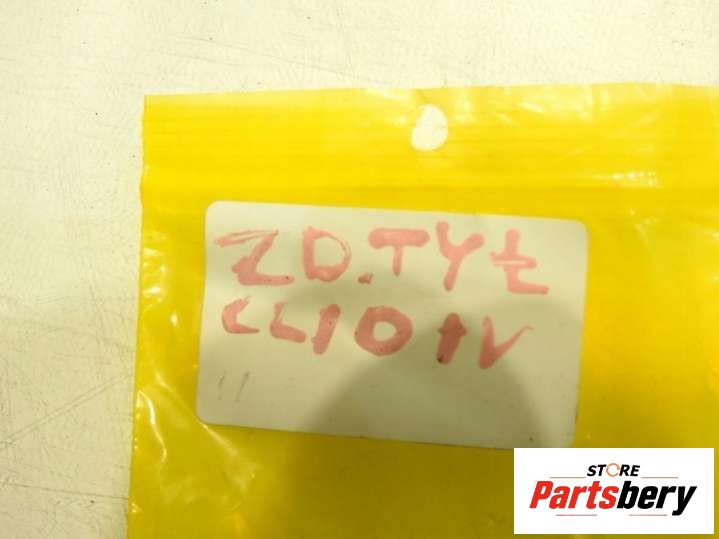 ZD.TYŁ
CLIO IV
STORE
Partsbery